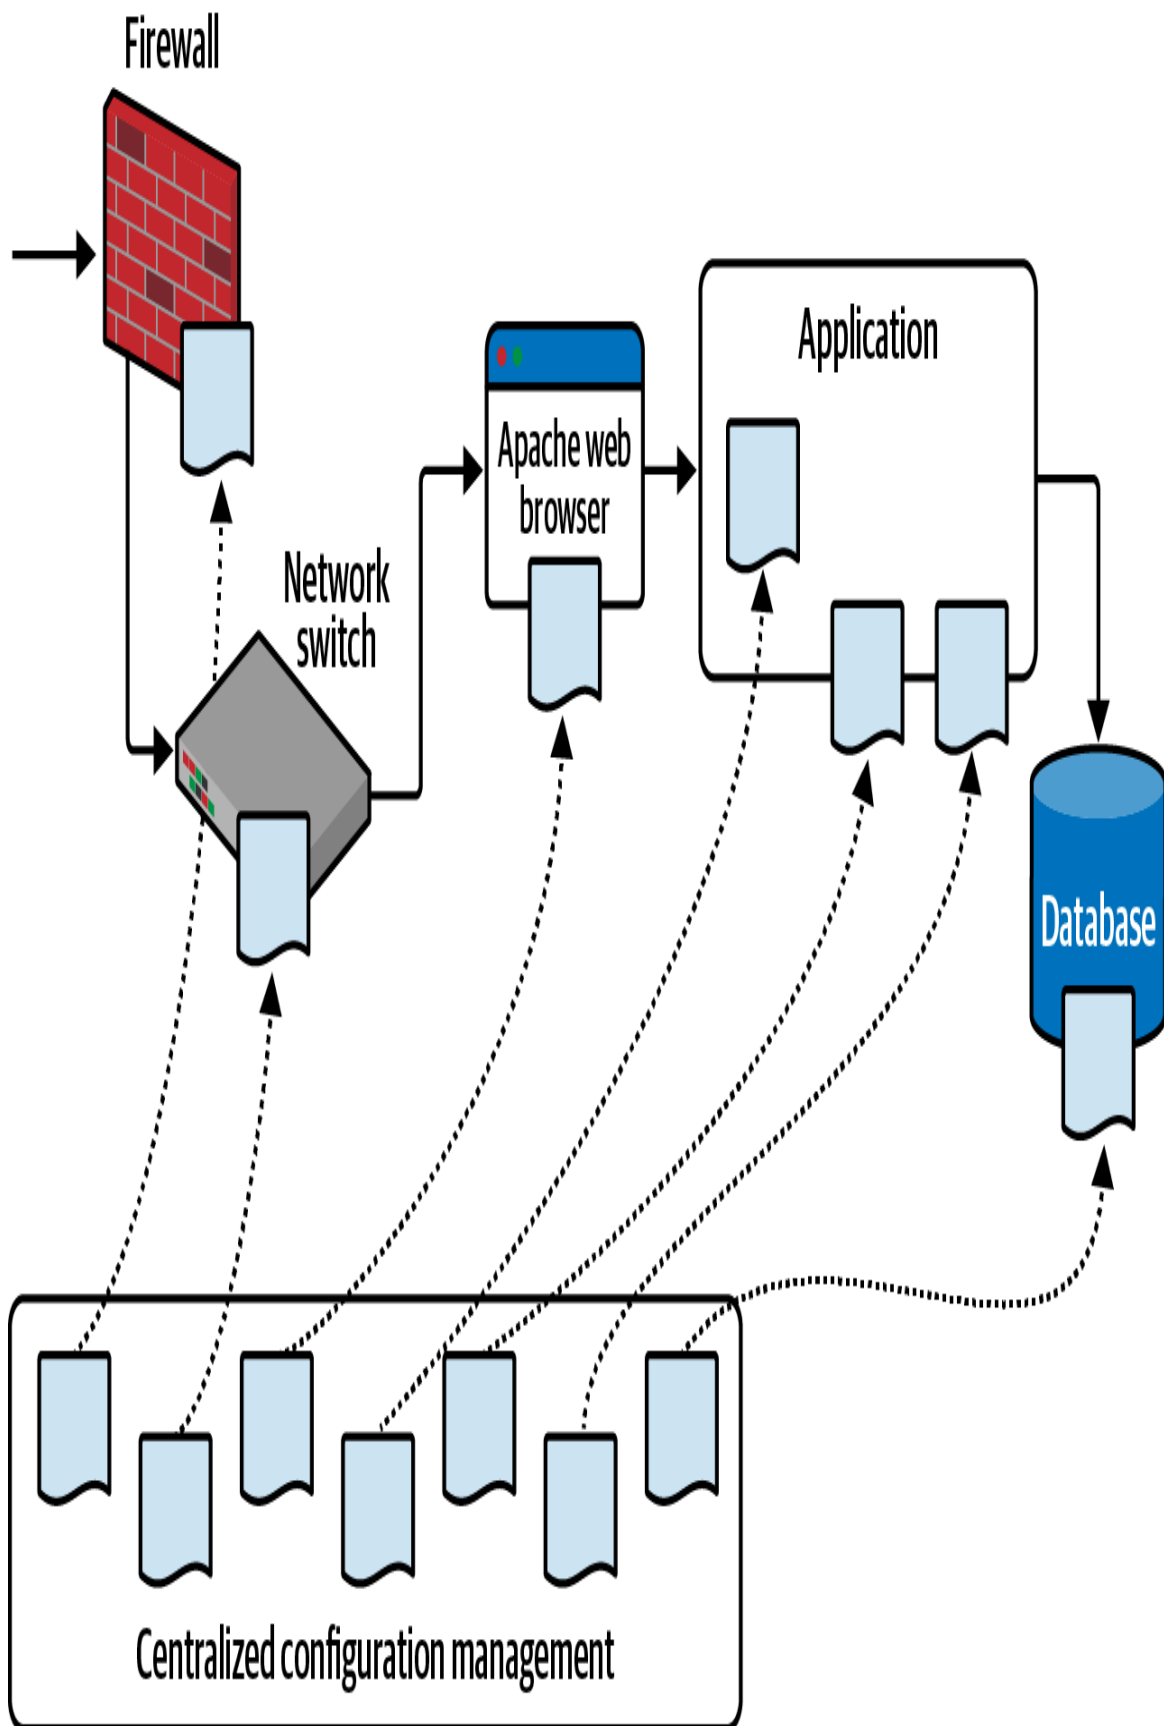 Firewall
Network
switch
Apache web
browser
Application
Database
Centralized configuration management